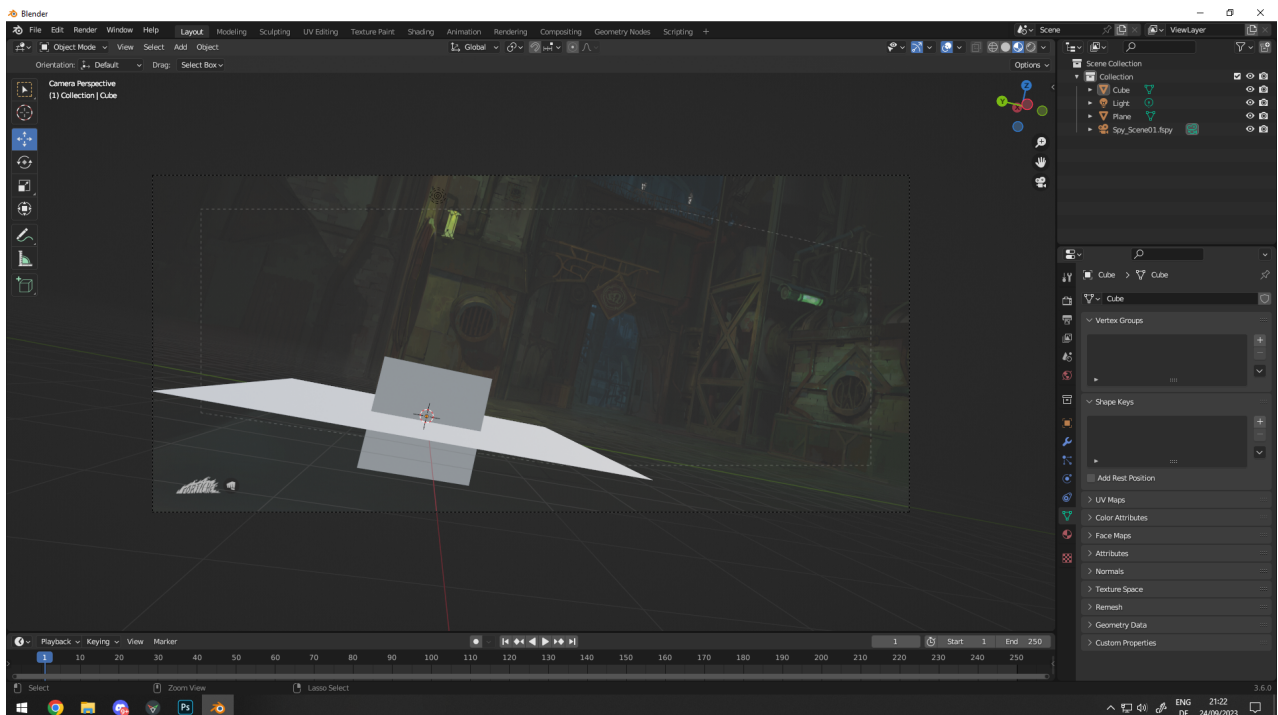 Blender
File Edit Render Window Help Layout Modeling Sculpting UV Editing Texture Paint Shading Animation Rendering Compositing Geometry Nodes Scripting + Scene ViewLayer
Object Mode View Select Add Object Global
Orientation: Default Drag: Select Box Options
Camera Perspective
(1) Collection | Cube
Z
Y
X
Scene Collection
Collection
Cube
Light
Plane
Spy_Scene01.fspy
Cube > Cube
Cube
Vertex Groups
Shape Keys
Add Rest Position
UV Maps
Color Attributes
Face Maps
Attributes
Normals
Texture Space
Remesh
Geometry Data
Custom Properties
Playback Keying View Marker 1 Start 1 End 250
1 10 20 30 40 50 60 70 80 90 100 110 120 130 140 150 160 170 180 190 200 210 220 230 240 250
Select Zoom View Lasso Select 3.6.0
Ps
ENG 21:22
DE 24/09/2023